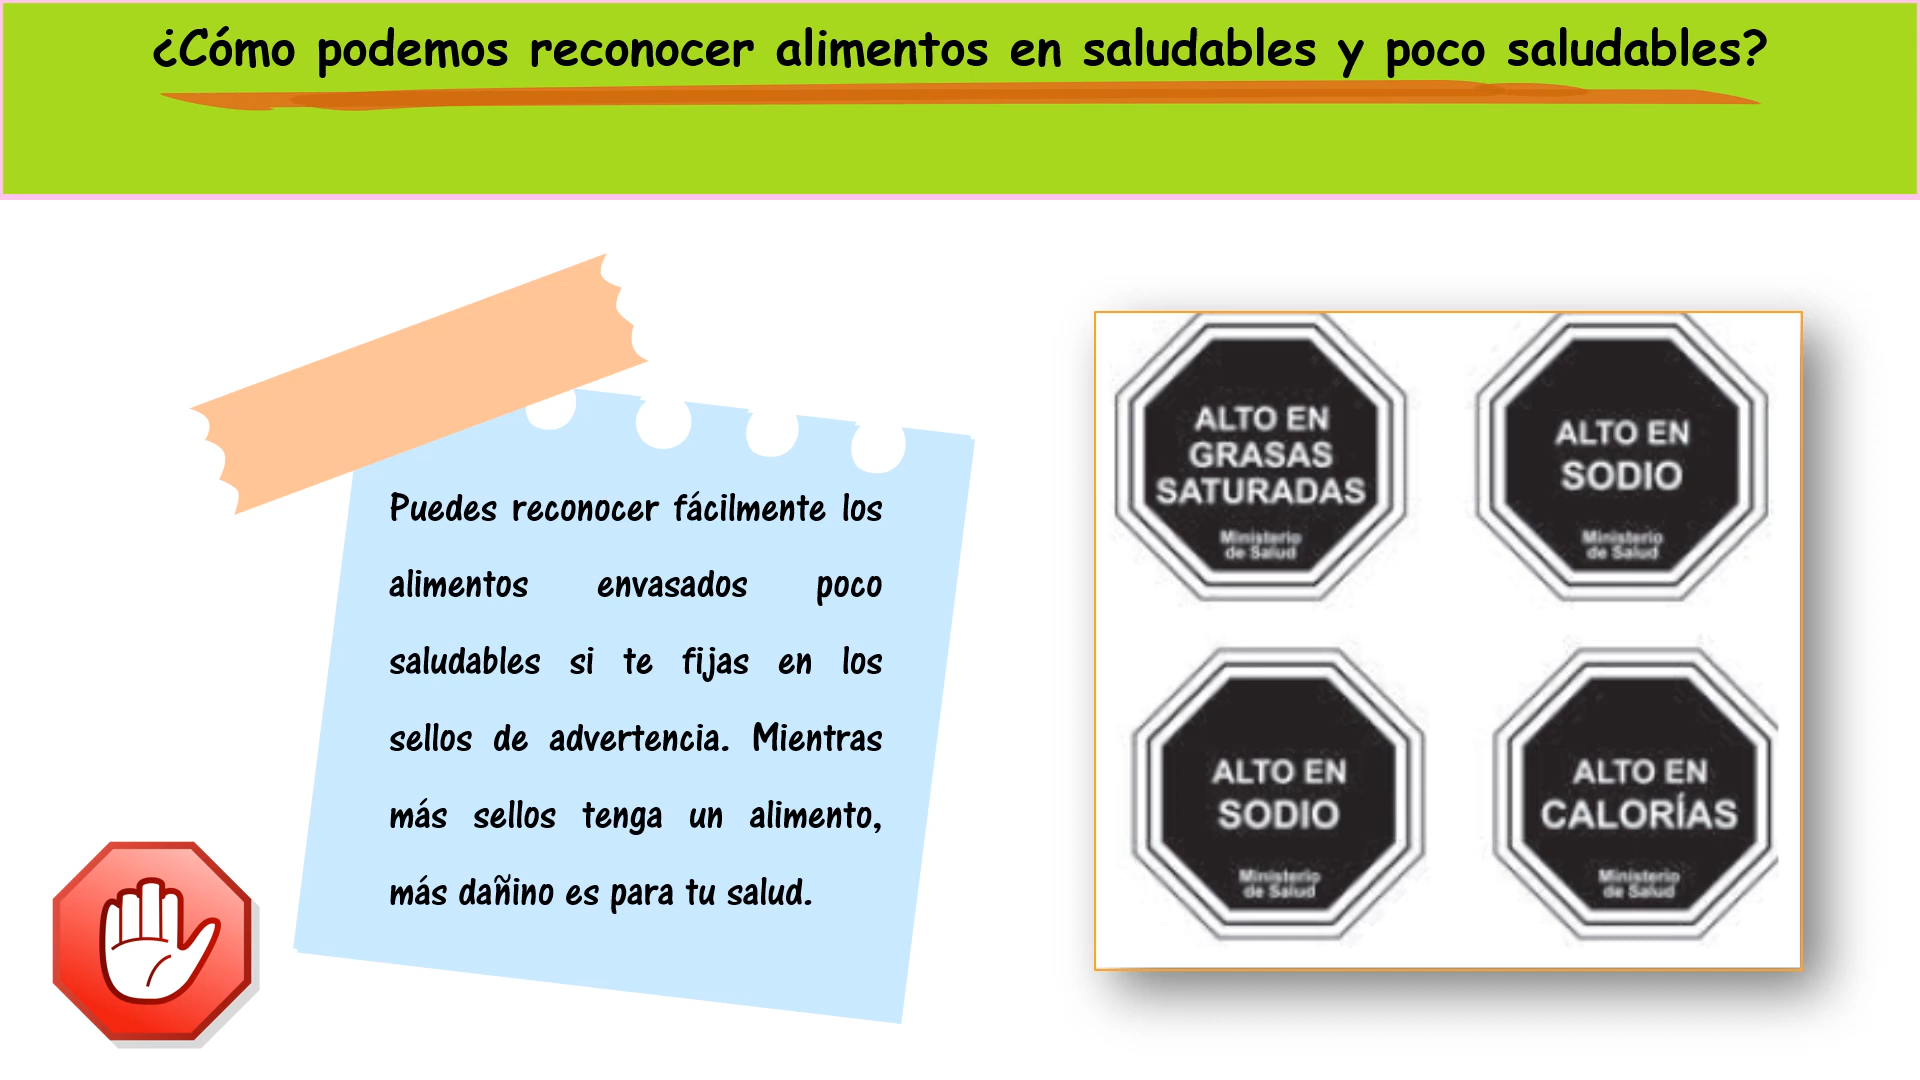 ¿Cómo podemos reconocer alimentos en saludables y poco saludables?
Puedes reconocer fácilmente los
alimentos envasados poco
saludables si te fijas en los
sellos de advertencia. Mientras
más sellos tenga un alimento,
más dañino es para tu salud.
ALTO EN
GRASAS
SATURADAS
Ministerio
de Salud
ALTO EN
SODIO
Ministerio
de Salud
ALTO EN
SODIO
Ministerio
de Salud
ALTO EN
CALORÍAS
Ministerio
de Salud